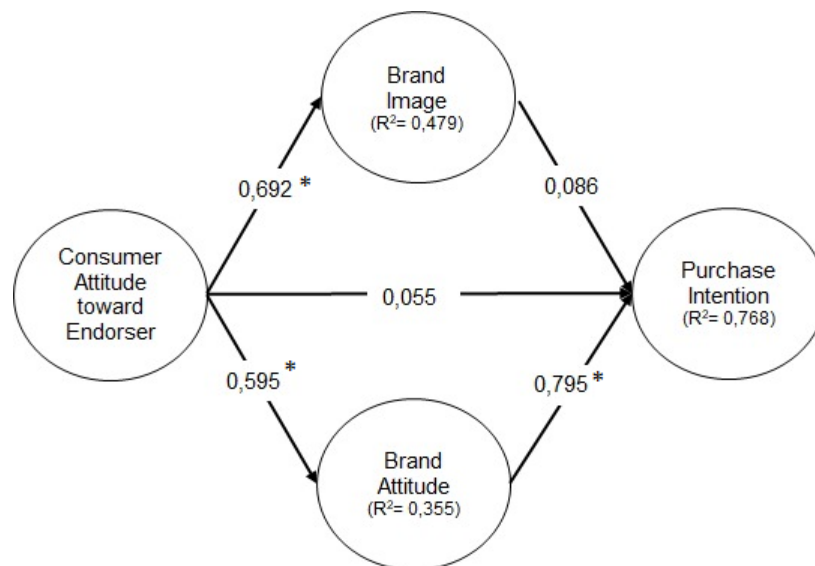 Brand
Image
(R²= 0,479)
0,692 *
0,086
Consumer
Attitude
toward
Endorser
0,055
Purchase
Intention
(R²= 0,768)
0,595 *
0,795 *
Brand
Attitude
(R²= 0,355)